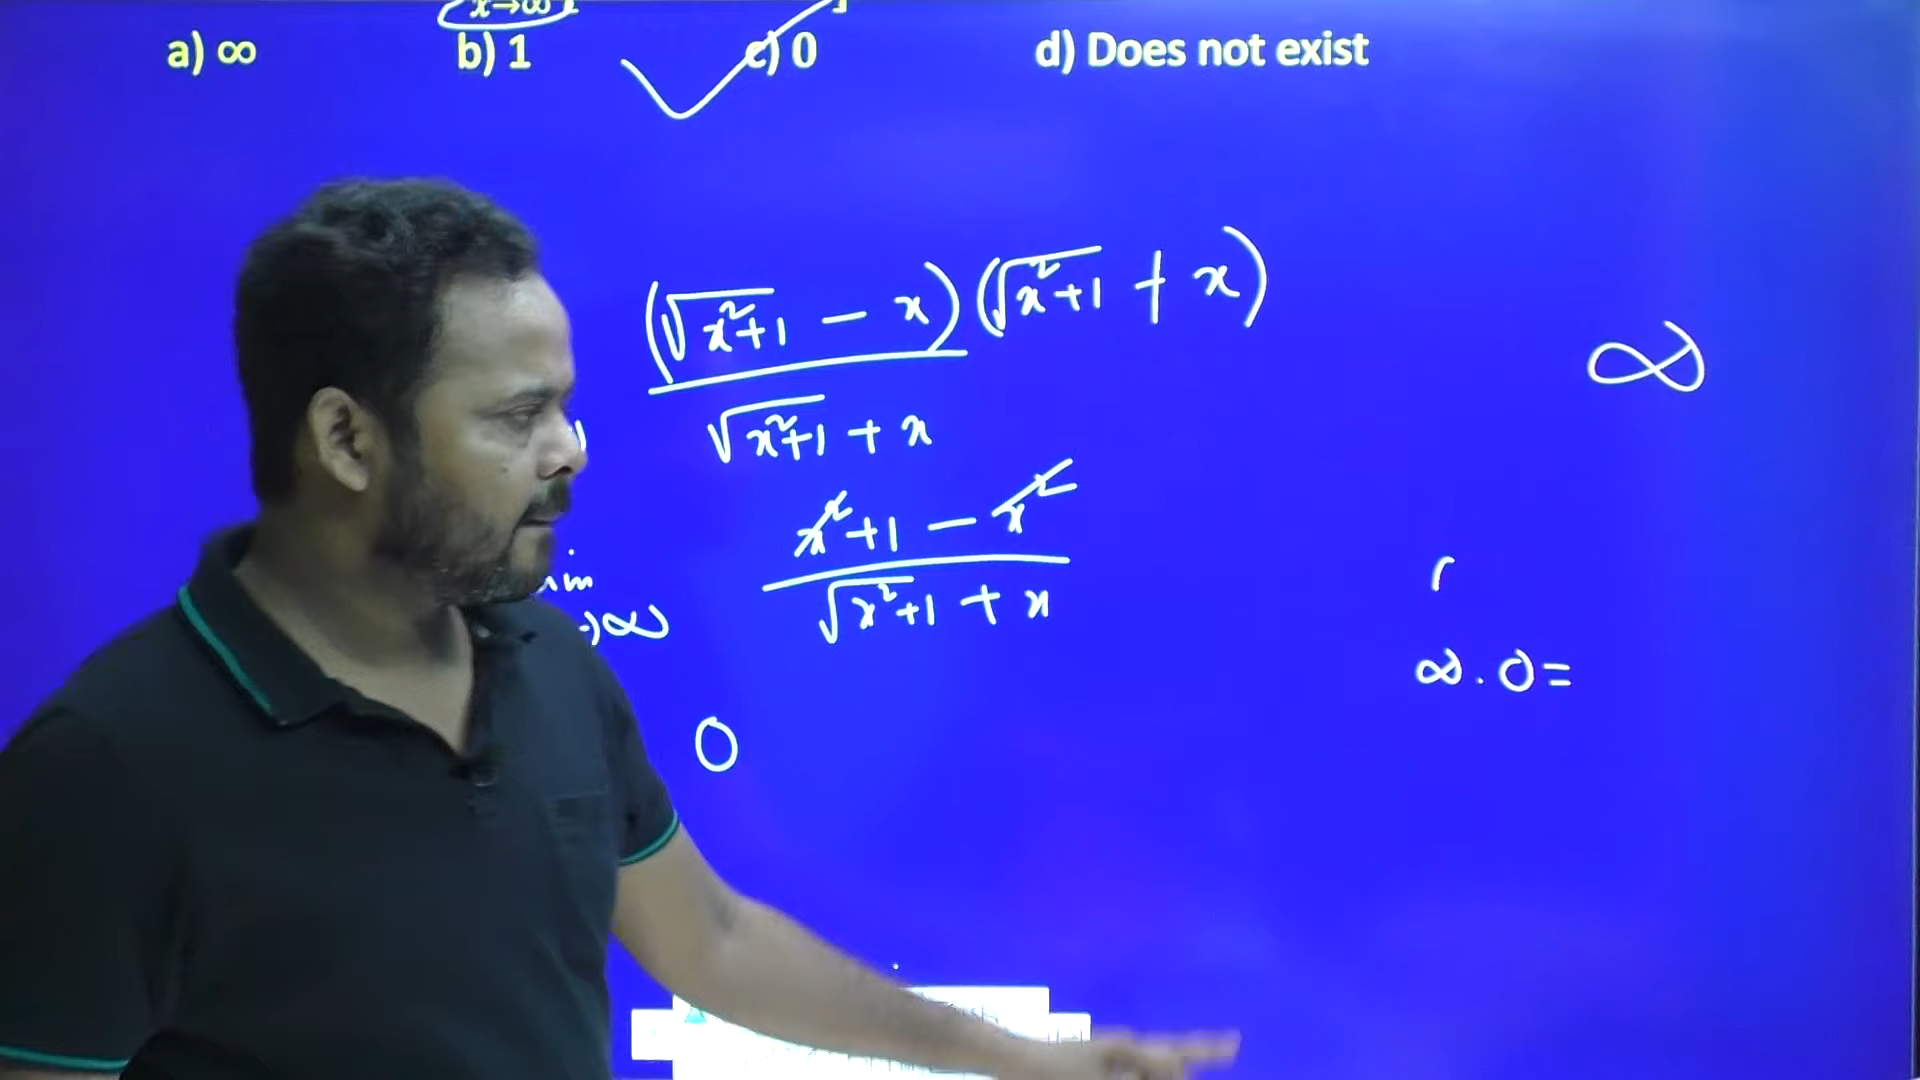 x→∞
a) ∞ b) 1 c) 0 d) Does not exist
(√x²+1 − x)(√x²+1 + x)
√x²+1 + x
∞
x²+1 − x²
√x²+1 + x
→∞
∞.0=
0